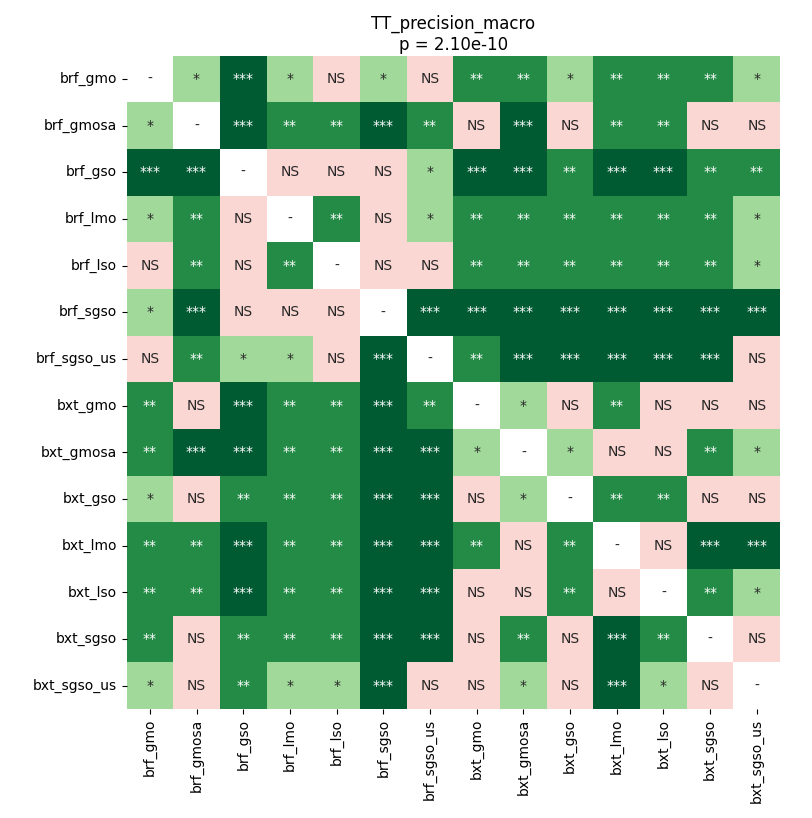 TT_precision_macro
p = 2.10e-10
brf_gmo - * *** * NS * NS ** ** * ** ** ** *
brf_gmosa * - *** ** ** *** ** NS *** NS ** ** NS NS
brf_gso *** *** - NS NS NS * *** *** ** *** *** ** **
brf_lmo * ** NS - ** NS * ** ** ** ** ** ** *
brf_lso NS ** NS ** - NS NS ** ** ** ** ** ** *
brf_sgso * *** NS NS NS - *** *** *** *** *** *** *** ***
brf_sgso_us NS ** * * NS *** - ** *** *** *** *** *** NS
bxt_gmo ** NS *** ** ** *** ** - * NS ** NS NS NS
bxt_gmosa ** *** *** ** ** *** *** * - * NS NS ** *
bxt_gso * NS ** ** ** *** *** NS * - ** ** NS NS
bxt_lmo ** ** *** ** ** *** *** ** NS ** - NS *** ***
bxt_lso ** ** *** ** ** *** *** NS NS ** NS - ** *
bxt_sgso ** NS ** ** ** *** *** NS ** NS *** ** - NS
bxt_sgso_us * NS ** * * *** NS NS * NS *** * NS -
brf_gmo brf_gmosa brf_gso brf_lmo brf_lso brf_sgso brf_sgso_us bxt_gmo bxt_gmosa bxt_gso bxt_lmo bxt_lso bxt_sgso bxt_sgso_us